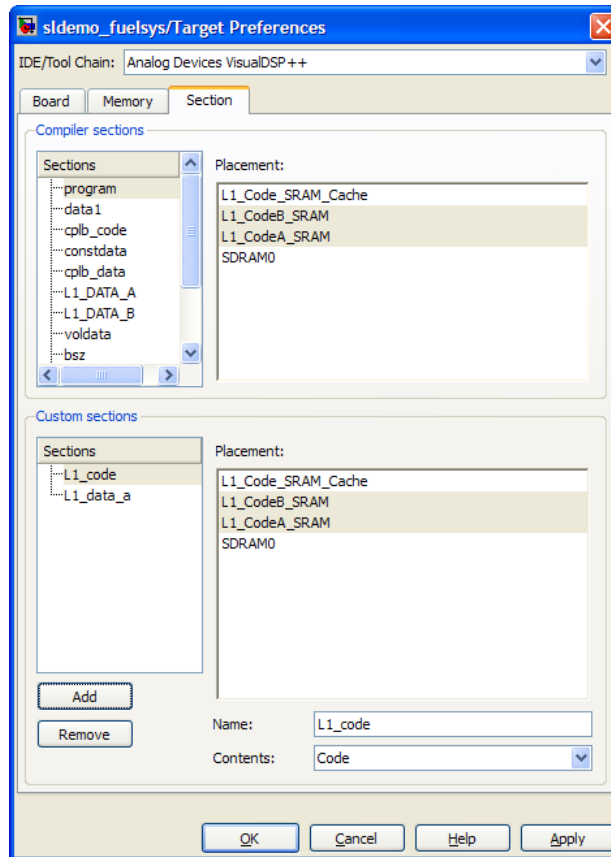 sldemo_fuelsys/Target Preferences
IDE/Tool Chain: Analog Devices VisualDSP++
Board Memory Section
Compiler sections
Sections
program
data1
cplb_code
constdata
cplb_data
L1_DATA_A
L1_DATA_B
voldata
bsz
Placement:
L1_Code_SRAM_Cache
L1_CodeB_SRAM
L1_CodeA_SRAM
SDRAM0
Custom sections
Sections
L1_code
L1_data_a
Placement:
L1_Code_SRAM_Cache
L1_CodeB_SRAM
L1_CodeA_SRAM
SDRAM0
Add
Remove
Name: L1_code
Contents: Code
OK Cancel Help Apply